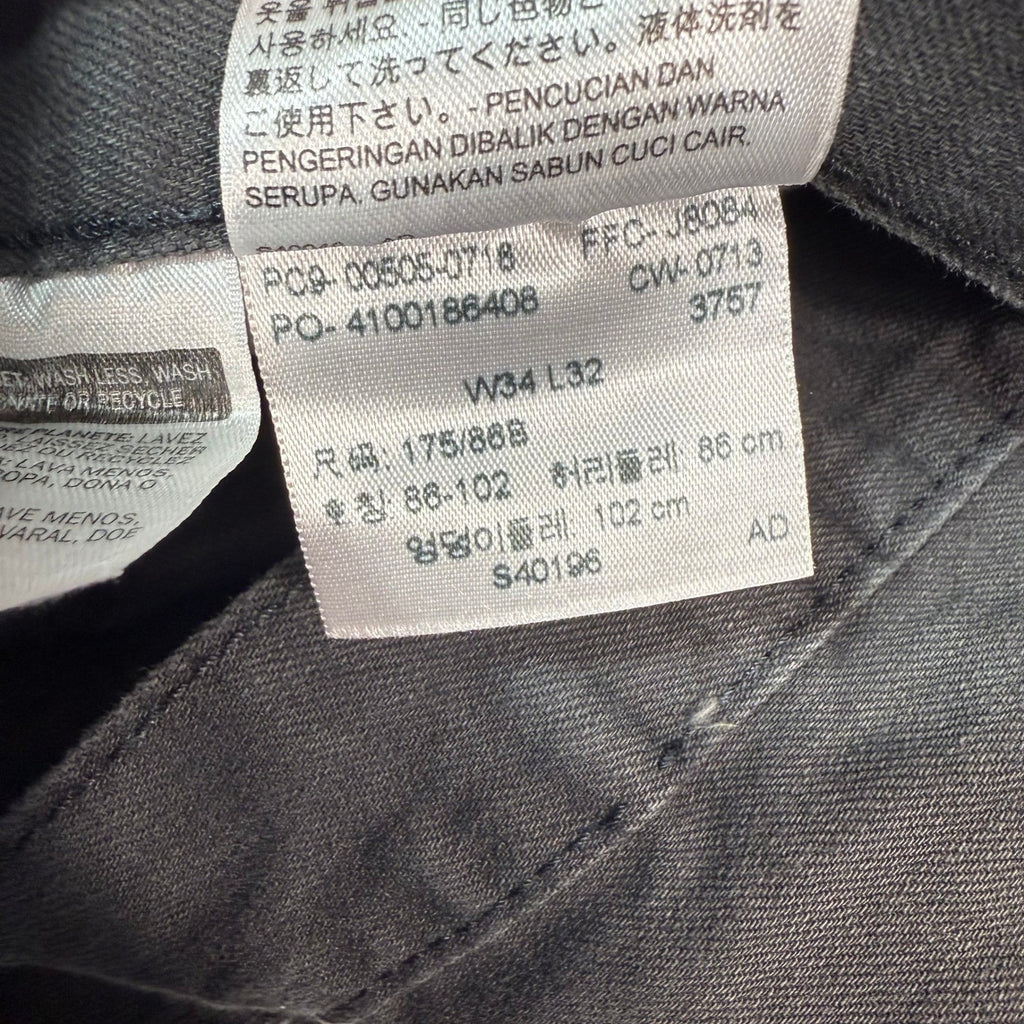 사용하세요. - 同じ色物と
裏返して洗ってください。液体洗剤を
ご使用下さい。- PENCUCIAN DAN
PENGERINGAN DIBALIK DENGAN WARNA
SERUPA. GUNAKAN SABUN CUCI CAIR.
PC9- 00505-0718 FFC- J8084
PO- 4100186408 CW- 0713
3757
W34 L32
尺码: 175/86B
호칭: 86-102 허리둘레: 86 cm
엉덩이둘레: 102 cm
S40196 AD
WASH LESS, WASH
OR RECYCLE
PLANETE: LAVEZ
LAISSEZ SECHER
OU RECYCLEZ
LAVA MENOS,
DONA O
MENOS,
VARAL, DOE